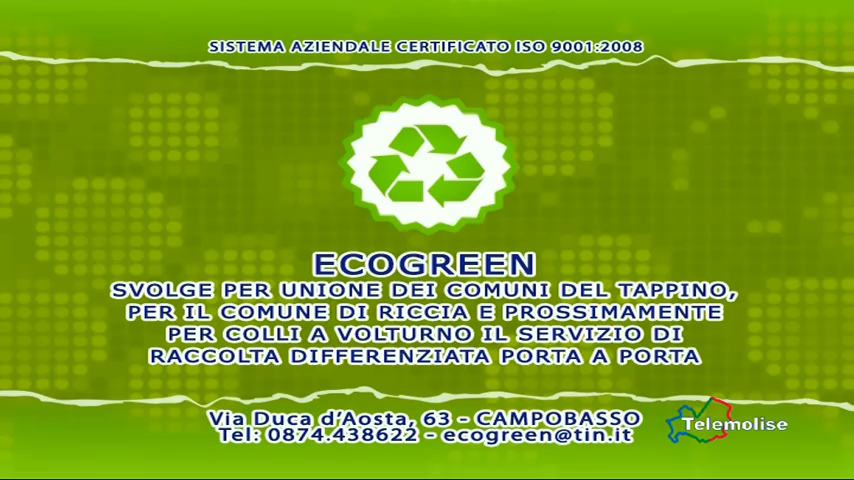 SISTEMA AZIENDALE CERTIFICATO ISO 9001:2008
ECOGREEN
SVOLGE PER UNIONE DEI COMUNI DEL TAPPINO,
PER IL COMUNE DI RICCIA E PROSSIMAMENTE
PER COLLI A VOLTURNO IL SERVIZIO DI
RACCOLTA DIFFERENZIATA PORTA A PORTA
Via Duca d'Aosta, 63 - CAMPOBASSO
Tel: 0874.438622 - ecogreen@tin.it
Telemolise